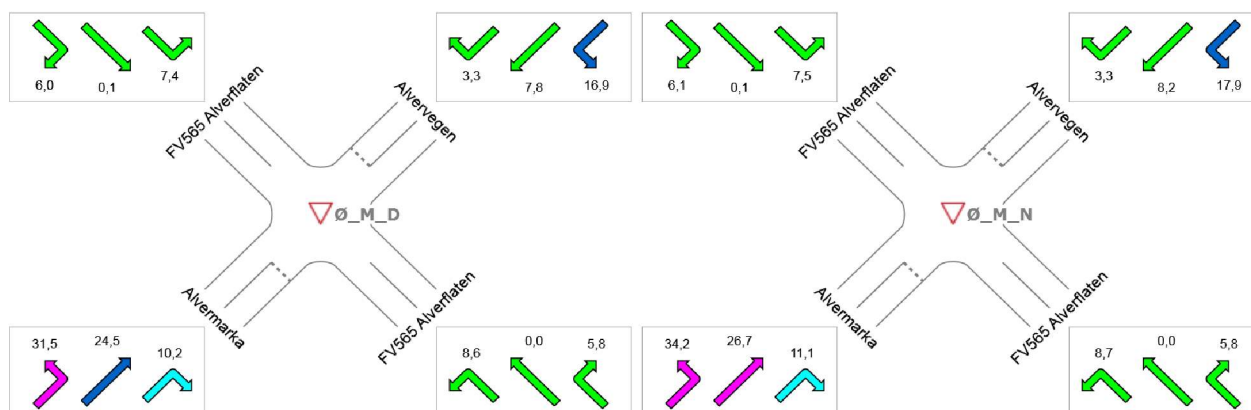 6,0 0,1 7,4
3,3 7,8 16,9
FV565 Alverflaten
Alvervegen
Ø_M_D
Alvermarka
FV565 Alverflaten
31,5 24,5 10,2
8,6 0,0 5,8
6,1 0,1 7,5
3,3 8,2 17,9
FV565 Alverflaten
Alvervegen
Ø_M_N
Alvermarka
FV565 Alverflaten
34,2 26,7 11,1
8,7 0,0 5,8